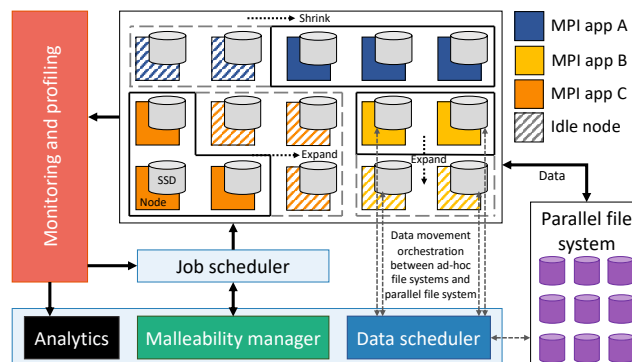 Shrink
MPI app A
MPI app B
MPI app C
Idle node
Monitoring and profiling
Expand
Expand
SSD
Node
Data
Data movement
orchestration
between ad-hoc
file systems and
parallel file system
Parallel file
system
Job scheduler
Analytics
Malleability manager
Data scheduler